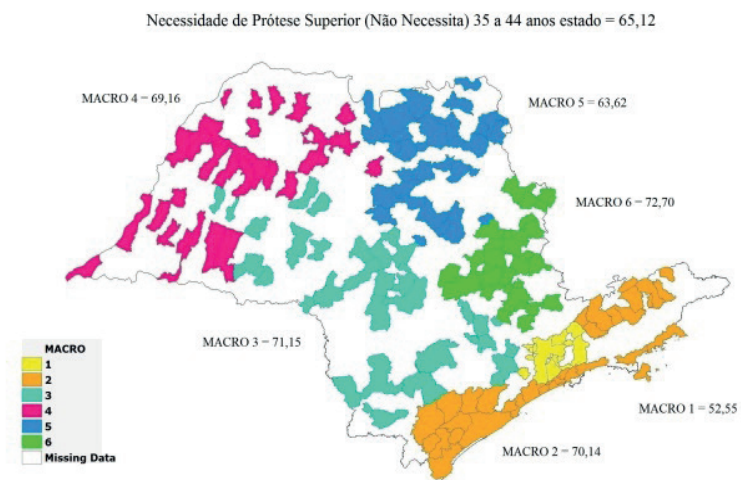 Necessidade de Prótese Superior (Não Necessita) 35 a 44 anos estado = 65,12
MACRO 4 = 69,16
MACRO 5 = 63,62
MACRO 6 = 72,70
MACRO 3 = 71,15
MACRO
1
2
3
4
5
6
Missing Data
MACRO 1 = 52,55
MACRO 2 = 70,14